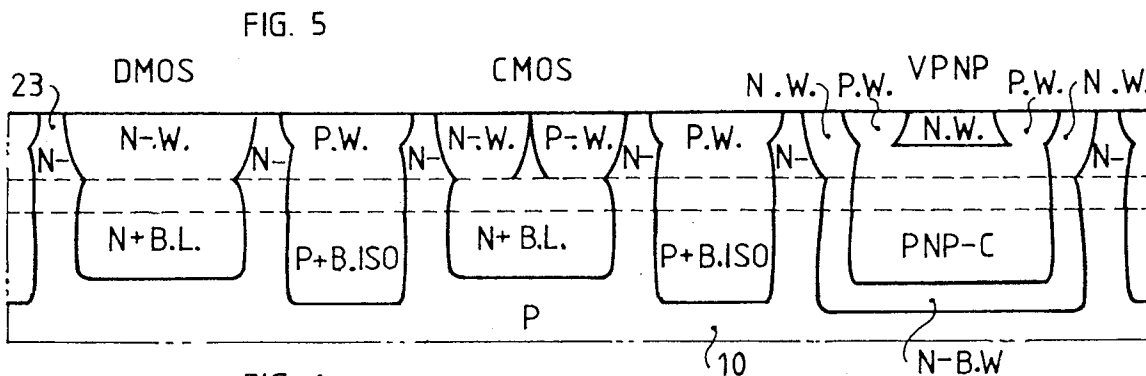 FIG. 5
DMOS CMOS VPNP
23 N.W. P.W. P.W. N.W.
N-.W. P.W. N-.W. P-.W. P.W. N.W.
N- N- N- N- N- N-
N+B.L. P+B.ISO N+B.L. P+B.ISO PNP-C
P
10 N-B.W